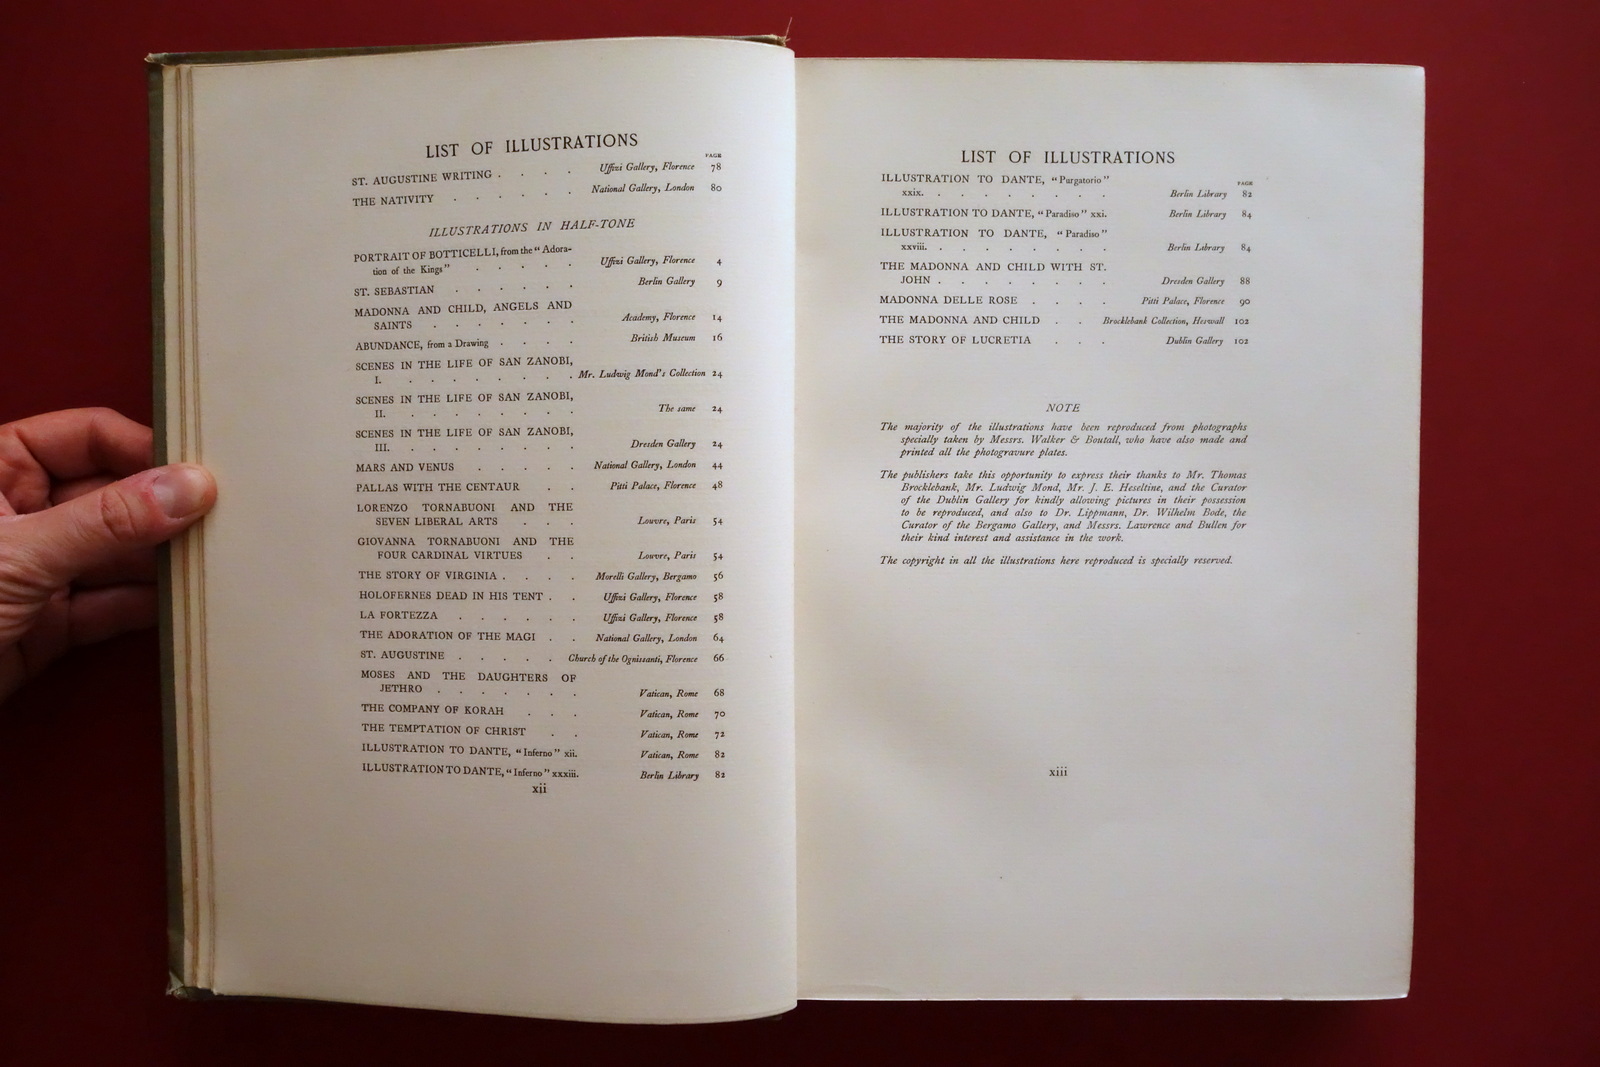 LIST OF ILLUSTRATIONS
PAGE
ST. AUGUSTINE WRITING . . . . Uffizi Gallery, Florence 78
THE NATIVITY . . . . . . National Gallery, London 80
ILLUSTRATIONS IN HALF-TONE
PORTRAIT OF BOTTICELLI, from the "Adora-
tion of the Kings" . . . . . Uffizi Gallery, Florence 4
ST. SEBASTIAN . . . . . . Berlin Gallery 9
MADONNA AND CHILD, ANGELS AND
SAINTS . . . . . . . Academy, Florence 14
ABUNDANCE, from a Drawing . . . . British Museum 16
SCENES IN THE LIFE OF SAN ZANOBI,
I. . . . . . . . . Mr. Ludwig Mond's Collection 24
SCENES IN THE LIFE OF SAN ZANOBI,
II. . . . . . . . . The same 24
SCENES IN THE LIFE OF SAN ZANOBI,
III. . . . . . . . . Dresden Gallery 24
MARS AND VENUS . . . . . National Gallery, London 44
PALLAS WITH THE CENTAUR . . Pitti Palace, Florence 48
LORENZO TORNABUONI AND THE
SEVEN LIBERAL ARTS . . . Louvre, Paris 54
GIOVANNA TORNABUONI AND THE
FOUR CARDINAL VIRTUES . . Louvre, Paris 54
THE STORY OF VIRGINIA . . . . Morelli Gallery, Bergamo 56
HOLOFERNES DEAD IN HIS TENT . . Uffizi Gallery, Florence 58
LA FORTEZZA . . . . . . Uffizi Gallery, Florence 58
THE ADORATION OF THE MAGI . . National Gallery, London 64
ST. AUGUSTINE . . . . . Church of the Ognissanti, Florence 66
MOSES AND THE DAUGHTERS OF
JETHRO . . . . . . . Vatican, Rome 68
THE COMPANY OF KORAH . . . Vatican, Rome 70
THE TEMPTATION OF CHRIST . . Vatican, Rome 72
ILLUSTRATION TO DANTE, "Inferno" xii. Vatican, Rome 82
ILLUSTRATION TO DANTE, "Inferno" xxxiii. Berlin Library 82
xii
LIST OF ILLUSTRATIONS
PAGE
ILLUSTRATION TO DANTE, "Purgatorio"
xxix. . . . . . . . Berlin Library 82
ILLUSTRATION TO DANTE, "Paradiso" xxi. Berlin Library 84
ILLUSTRATION TO DANTE, "Paradiso"
xxviii. . . . . . . . Berlin Library 84
THE MADONNA AND CHILD WITH ST.
JOHN . . . . . . . . Dresden Gallery 88
MADONNA DELLE ROSE . . . . Pitti Palace, Florence 90
THE MADONNA AND CHILD . . Brocklebank Collection, Heswall 102
THE STORY OF LUCRETIA . . . Dublin Gallery 102
NOTE
The majority of the illustrations have been reproduced from photographs
specially taken by Messrs. Walker & Boutall, who have also made and
printed all the photogravure plates.
The publishers take this opportunity to express their thanks to Mr. Thomas
Brocklebank, Mr. Ludwig Mond, Mr. J. E. Heseltine, and the Curator
of the Dublin Gallery for kindly allowing pictures in their possession
to be reproduced, and also to Dr. Lippmann, Dr. Wilhelm Bode, the
Curator of the Bergamo Gallery, and Messrs. Lawrence and Bullen for
their kind interest and assistance in the work.
The copyright in all the illustrations here reproduced is specially reserved.
xiii